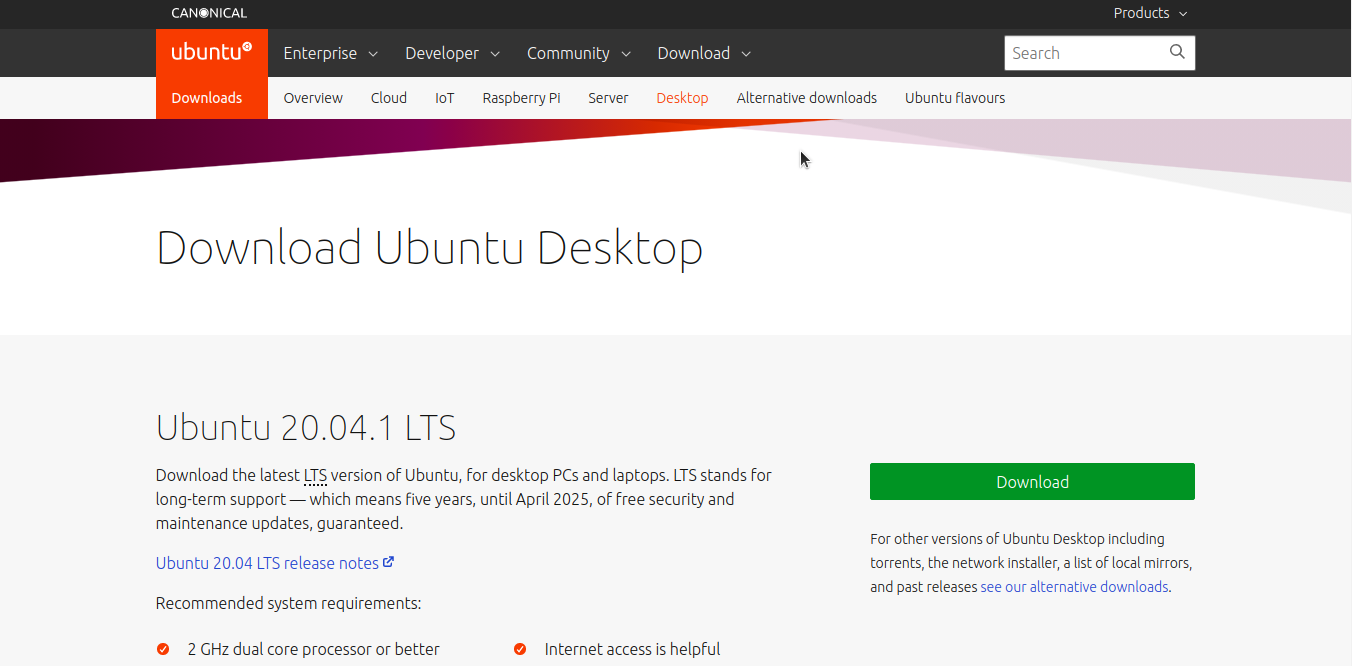 CANONICAL
Products
ubuntu
Enterprise
Developer
Community
Download
Search
Downloads
Overview
Cloud
IoT
Raspberry Pi
Server
Desktop
Alternative downloads
Ubuntu flavours
Download Ubuntu Desktop
Ubuntu 20.04.1 LTS
Download the latest LTS version of Ubuntu, for desktop PCs and laptops. LTS stands for
long-term support — which means five years, until April 2025, of free security and
maintenance updates, guaranteed.
Ubuntu 20.04 LTS release notes
Recommended system requirements:
2 GHz dual core processor or better
Internet access is helpful
Download
For other versions of Ubuntu Desktop including
torrents, the network installer, a list of local mirrors,
and past releases see our alternative downloads.